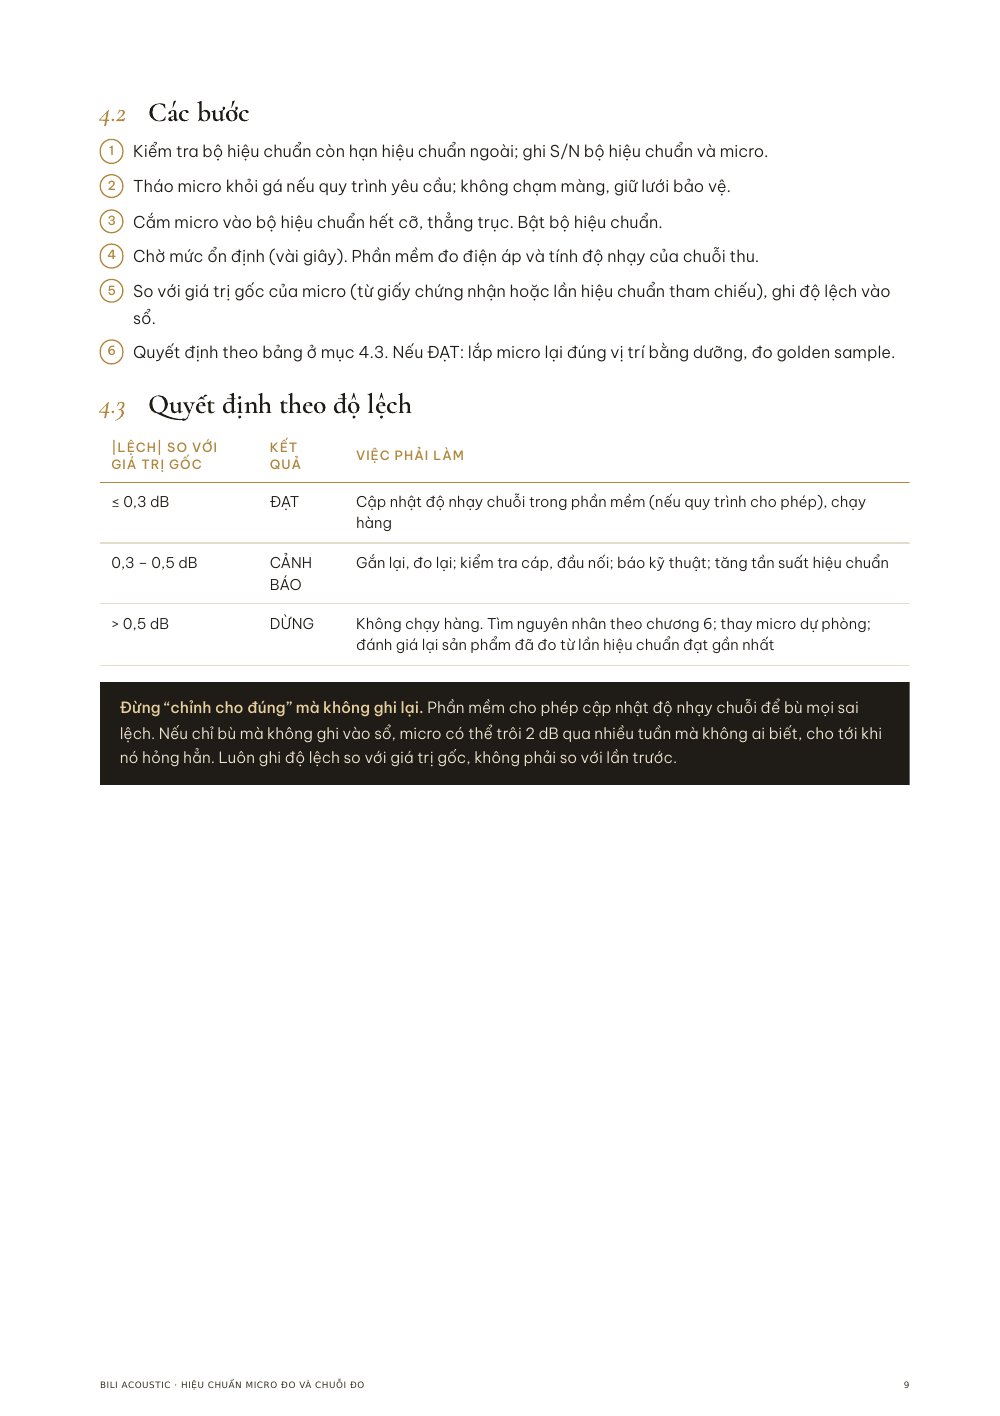 4.2 Các bước
1 Kiểm tra bộ hiệu chuẩn còn hạn hiệu chuẩn ngoài; ghi S/N bộ hiệu chuẩn và micro.
2 Tháo micro khỏi gá nếu quy trình yêu cầu; không chạm màng, giữ lưới bảo vệ.
3 Cắm micro vào bộ hiệu chuẩn hết cỡ, thẳng trục. Bật bộ hiệu chuẩn.
4 Chờ mức ổn định (vài giây). Phần mềm đo điện áp và tính độ nhạy của chuỗi thu.
5 So với giá trị gốc của micro (từ giấy chứng nhận hoặc lần hiệu chuẩn tham chiếu), ghi độ lệch vào
sổ.
6 Quyết định theo bảng ở mục 4.3. Nếu ĐẠT: lắp micro lại đúng vị trí bằng dưỡng, đo golden sample.
4.3 Quyết định theo độ lệch
|LỆCH| SO VỚI
GIÁ TRỊ GỐC
KẾT
QUẢ
VIỆC PHẢI LÀM
≤ 0,3 dB
ĐẠT
Cập nhật độ nhạy chuỗi trong phần mềm (nếu quy trình cho phép), chạy
hàng
0,3 – 0,5 dB
CẢNH
BÁO
Gắn lại, đo lại; kiểm tra cáp, đầu nối; báo kỹ thuật; tăng tần suất hiệu chuẩn
> 0,5 dB
DỪNG
Không chạy hàng. Tìm nguyên nhân theo chương 6; thay micro dự phòng;
đánh giá lại sản phẩm đã đo từ lần hiệu chuẩn đạt gần nhất
Đừng “chỉnh cho đúng” mà không ghi lại. Phần mềm cho phép cập nhật độ nhạy chuỗi để bù mọi sai
lệch. Nếu chỉ bù mà không ghi vào sổ, micro có thể trôi 2 dB qua nhiều tuần mà không ai biết, cho tới khi
nó hỏng hẳn. Luôn ghi độ lệch so với giá trị gốc, không phải so với lần trước.
BILI ACOUSTIC · HIỆU CHUẨN MICRO ĐO VÀ CHUỖI ĐO
9